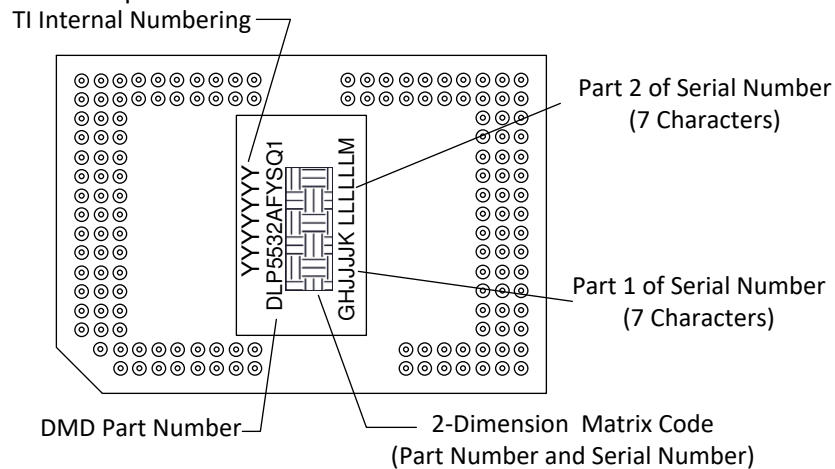 TI Internal Numbering
Part 2 of Serial Number
(7 Characters)
YYYYYYY
DLP5532AFYSQ1
GHJJJJK LLLLLLM
Part 1 of Serial Number
(7 Characters)
DMD Part Number
2-Dimension Matrix Code
(Part Number and Serial Number)